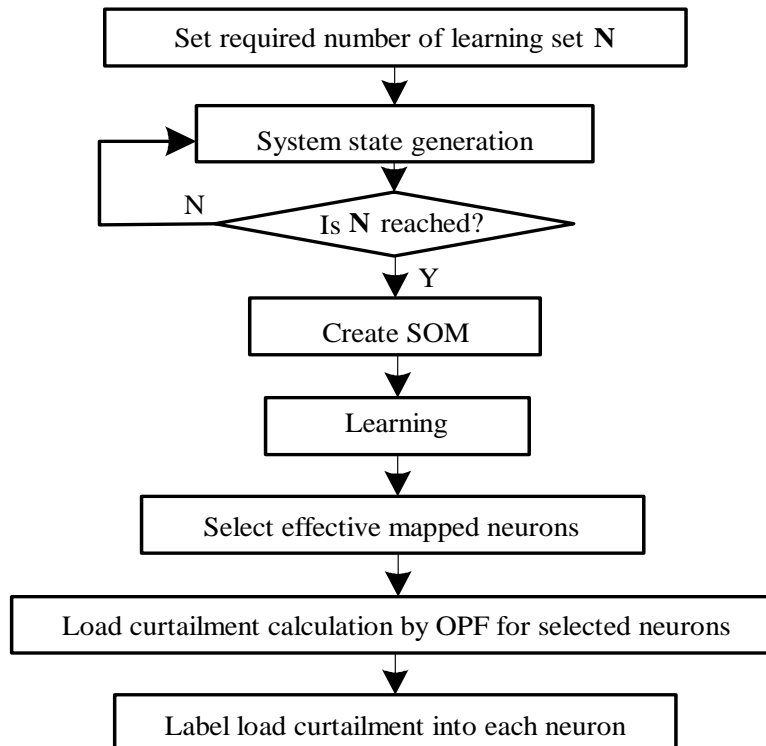 Set required number of learning set N
System state generation
N
Is N reached?
Y
Create SOM
Learning
Select effective mapped neurons
Load curtailment calculation by OPF for selected neurons
Label load curtailment into each neuron